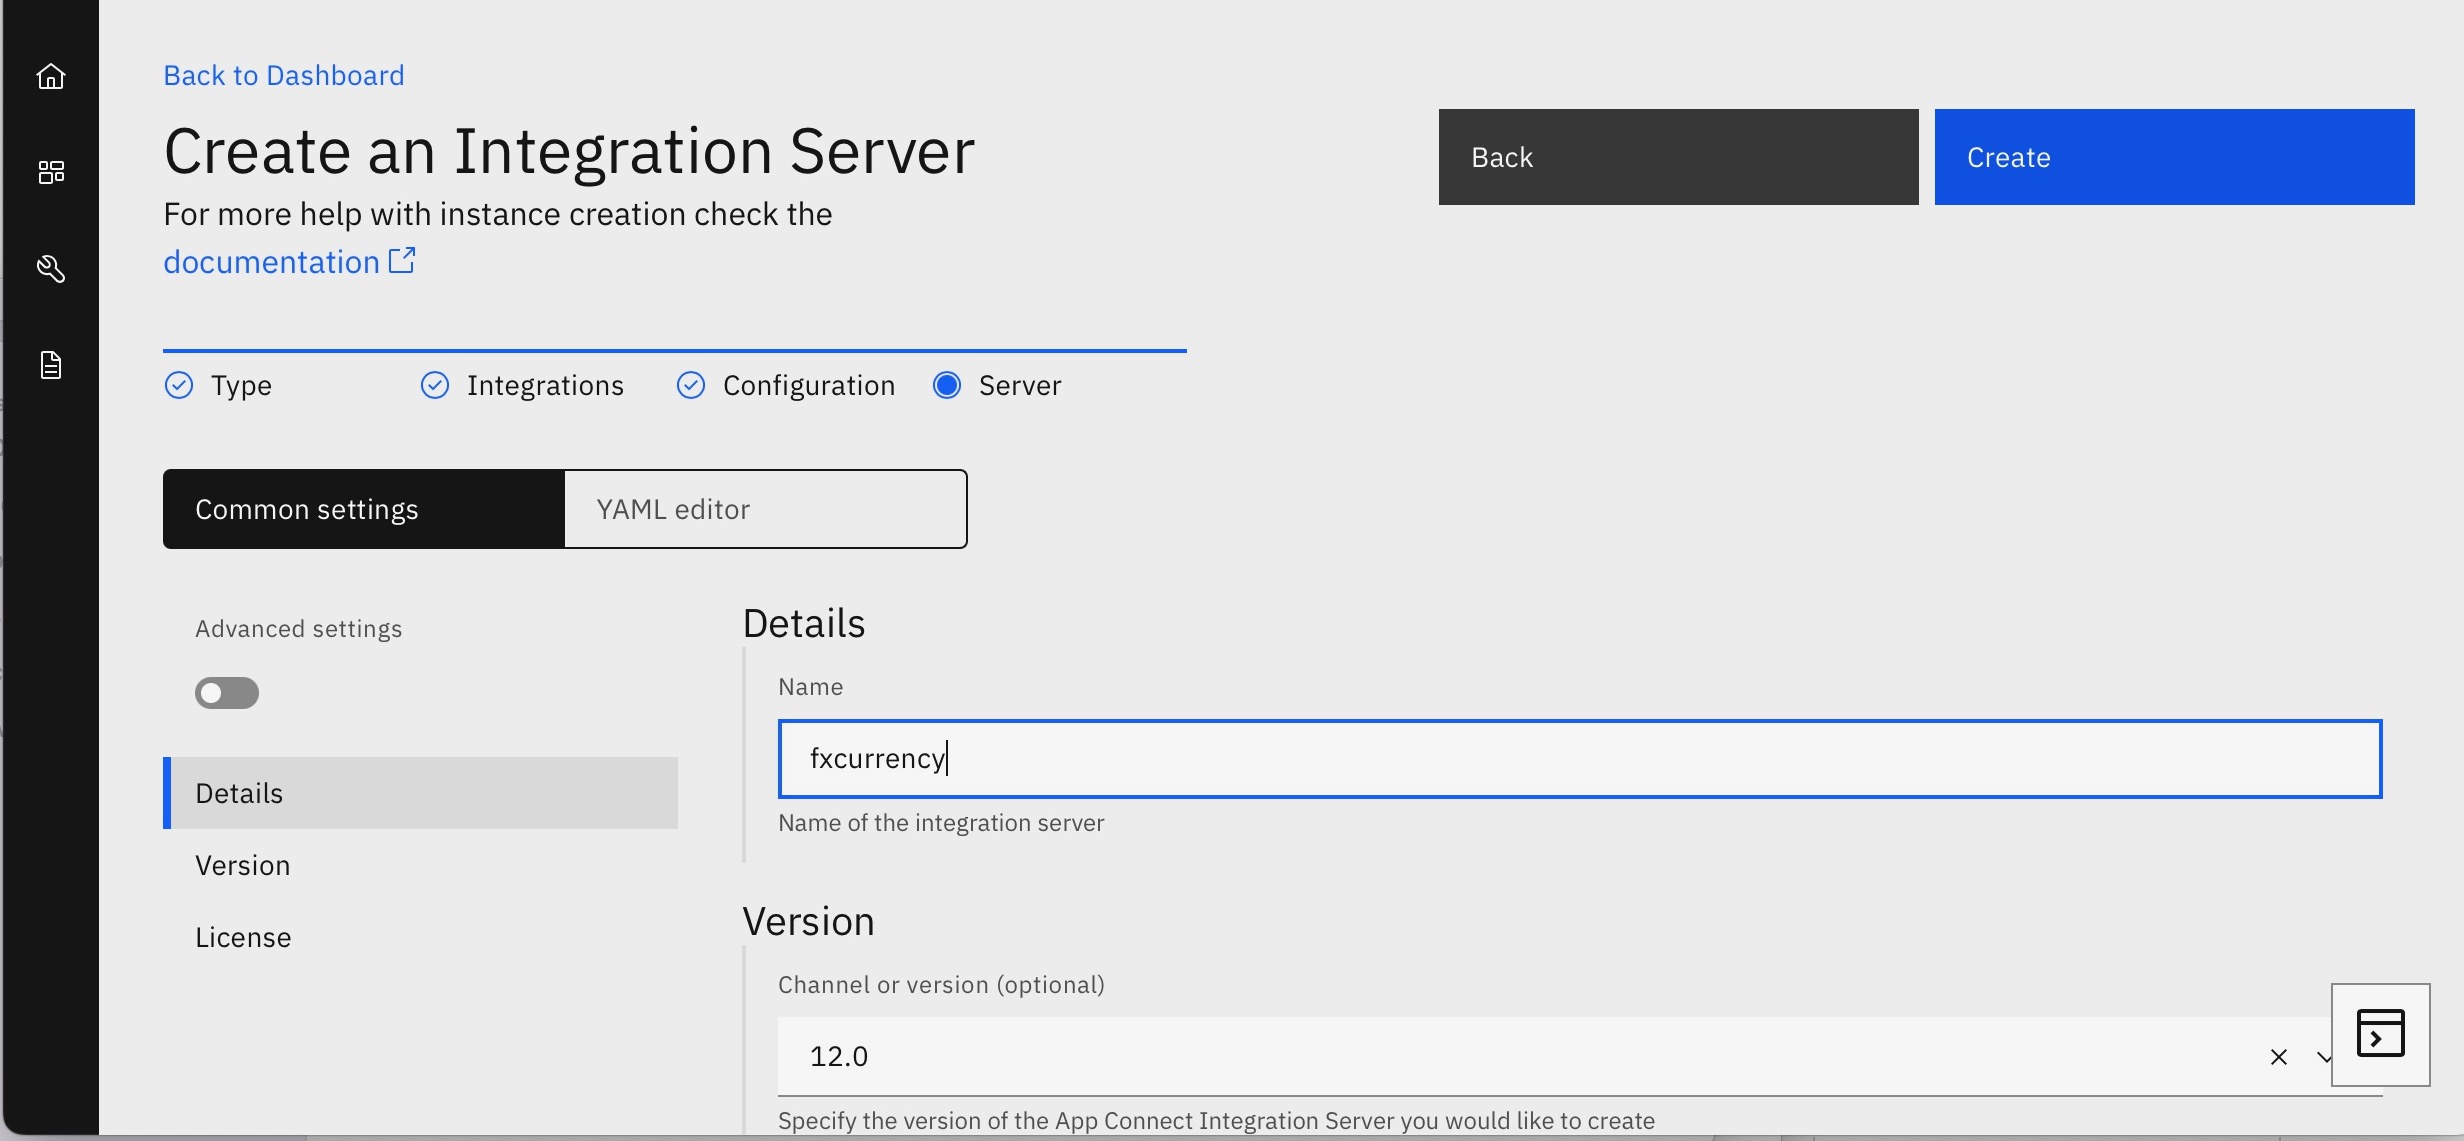 Back to Dashboard
Create an Integration Server
For more help with instance creation check the
documentation
Back
Create
Type
Integrations
Configuration
Server
Common settings
YAML editor
Advanced settings
Details
Version
License
Details
Name
fxcurrency
Name of the integration server
Version
Channel or version (optional)
12.0
Specify the version of the App Connect Integration Server you would like to create